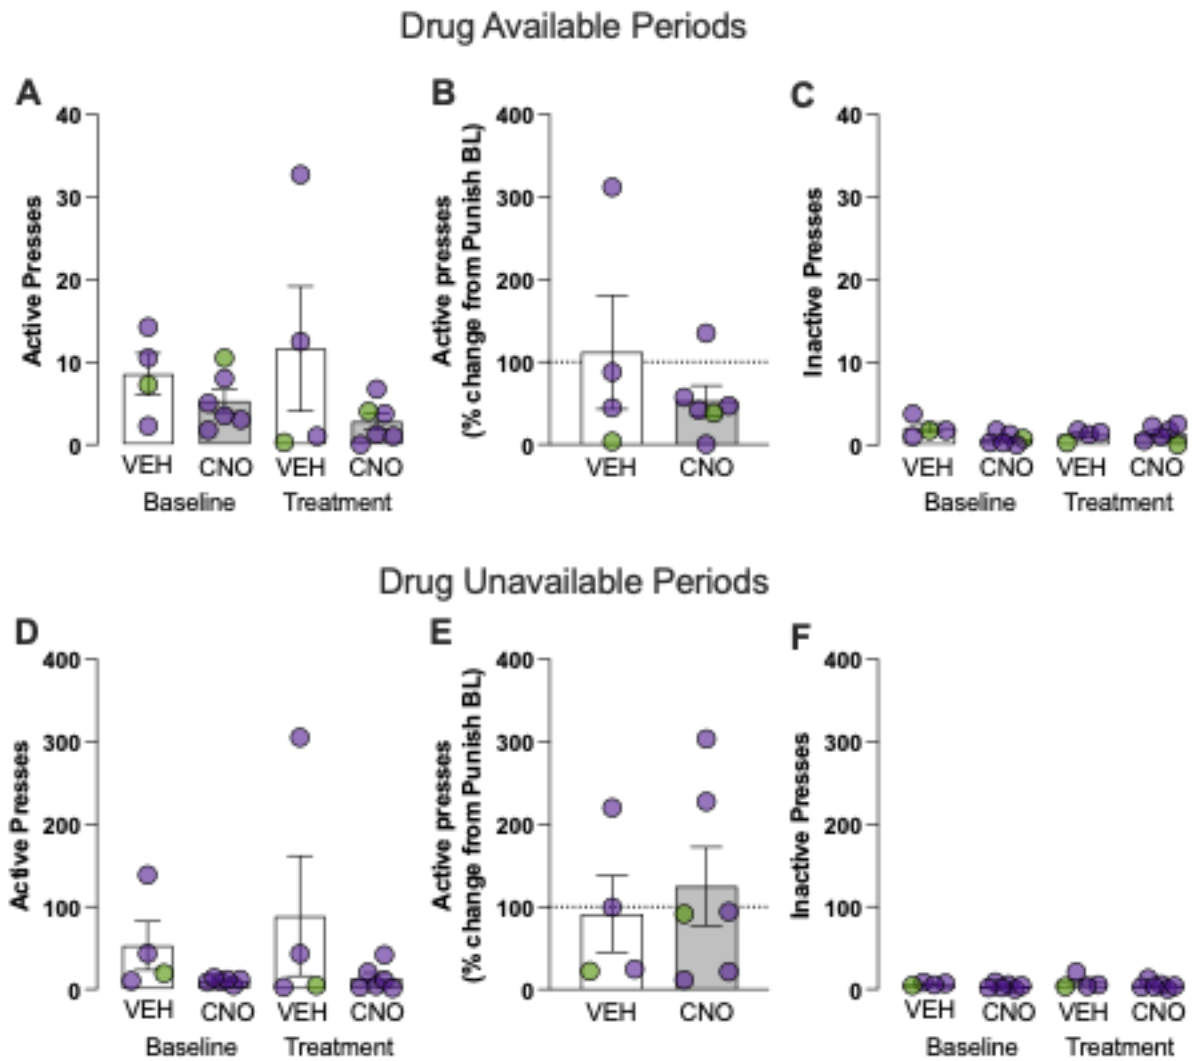 Drug Available Periods
A
B
C
Active Presses
40
30
20
10
0
VEH CNO VEH CNO
Baseline Treatment
Active presses
(% change from Punish BL)
400
300
200
100
0
VEH CNO
Inactive Presses
40
30
20
10
0
VEH CNO VEH CNO
Baseline Treatment
Drug Unavailable Periods
D
E
F
Active Presses
400
300
200
100
0
VEH CNO VEH CNO
Baseline Treatment
Active presses
(% change from Punish BL)
400
300
200
100
0
VEH CNO
Inactive Presses
400
300
200
100
0
VEH CNO VEH CNO
Baseline Treatment